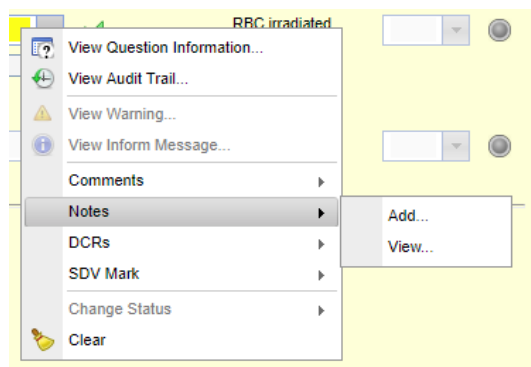 RBC irradiated
View Question Information...
View Audit Trail...
View Warning...
View Inform Message...
Comments
Notes
Add...
View...
DCRs
SDV Mark
Change Status
Clear